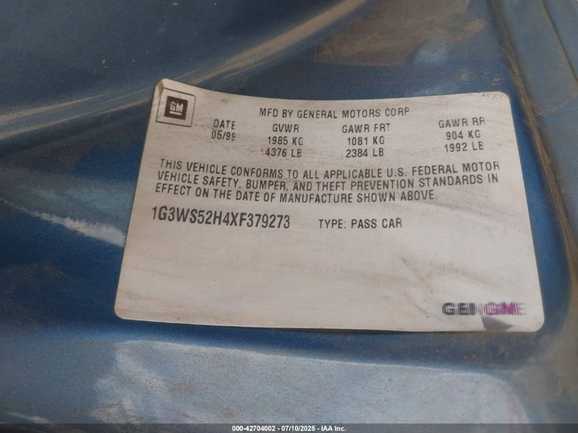 GM
MFD BY GENERAL MOTORS CORP
DATE GVWR GAWR FRT GAWR RR
05/99 1985 KG 1081 KG 904 KG
4376 LB 2384 LB 1992 LB
THIS VEHICLE CONFORMS TO ALL APPLICABLE U.S. FEDERAL MOTOR
VEHICLE SAFETY, BUMPER, AND THEFT PREVENTION STANDARDS IN
EFFECT ON THE DATE OF MANUFACTURE SHOWN ABOVE.
1G3WS52H4XF379273 TYPE: PASS CAR
000-42704002 - 07/10/2025 - IAA Inc.